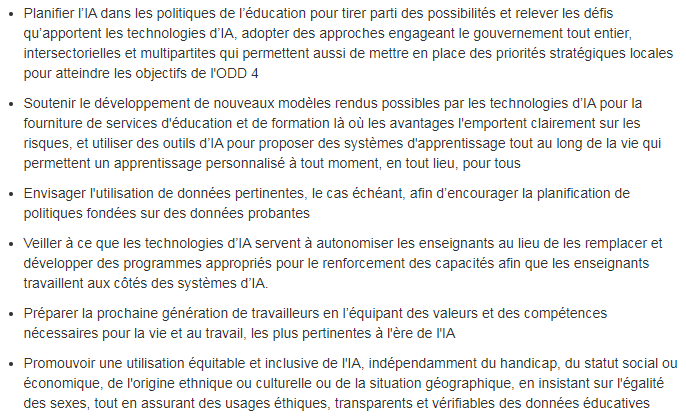 • Planifier l’IA dans les politiques de l’éducation pour tirer parti des possibilités et relever les défis
qu’apportent les technologies d’IA, adopter des approches engageant le gouvernement tout entier,
intersectorielles et multipartites qui permettent aussi de mettre en place des priorités stratégiques locales
pour atteindre les objectifs de l'ODD 4
• Soutenir le développement de nouveaux modèles rendus possibles par les technologies d’IA pour la
fourniture de services d'éducation et de formation là où les avantages l'emportent clairement sur les
risques, et utiliser des outils d’IA pour proposer des systèmes d'apprentissage tout au long de la vie qui
permettent un apprentissage personnalisé à tout moment, en tout lieu, pour tous
• Envisager l'utilisation de données pertinentes, le cas échéant, afin d’encourager la planification de
politiques fondées sur des données probantes
• Veiller à ce que les technologies d’IA servent à autonomiser les enseignants au lieu de les remplacer et
développer des programmes appropriés pour le renforcement des capacités afin que les enseignants
travaillent aux côtés des systèmes d’IA.
• Préparer la prochaine génération de travailleurs en l’équipant des valeurs et des compétences
nécessaires pour la vie et au travail, les plus pertinentes à l'ère de l'IA
• Promouvoir une utilisation équitable et inclusive de l'IA, indépendamment du handicap, du statut social ou
économique, de l'origine ethnique ou culturelle ou de la situation géographique, en insistant sur l'égalité
des sexes, tout en assurant des usages éthiques, transparents et vérifiables des données éducatives